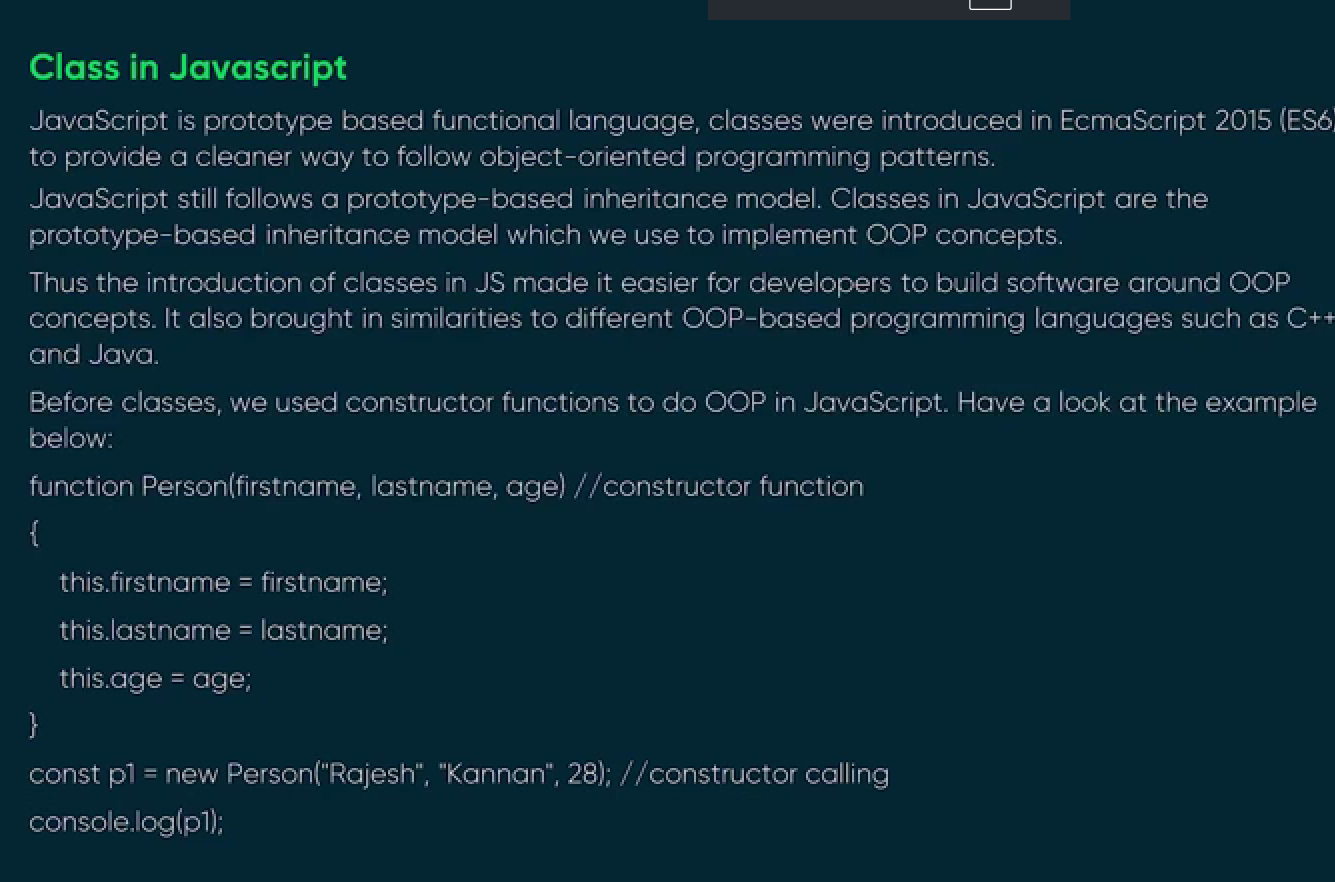 Class in Javascript
JavaScript is prototype based functional language, classes were introduced in EcmaScript 2015 (ES6)
to provide a cleaner way to follow object-oriented programming patterns.
JavaScript still follows a prototype-based inheritance model. Classes in JavaScript are the
prototype-based inheritance model which we use to implement OOP concepts.
Thus the introduction of classes in JS made it easier for developers to build software around OOP
concepts. It also brought in similarities to different OOP-based programming languages such as C++
and Java.
Before classes, we used constructor functions to do OOP in JavaScript. Have a look at the example
below:
function Person(firstname, lastname, age) //constructor function
{
this.firstname = firstname;
this.lastname = lastname;
this.age = age;
}
const p1 = new Person("Rajesh", "Kannan", 28); //constructor calling
console.log(p1);